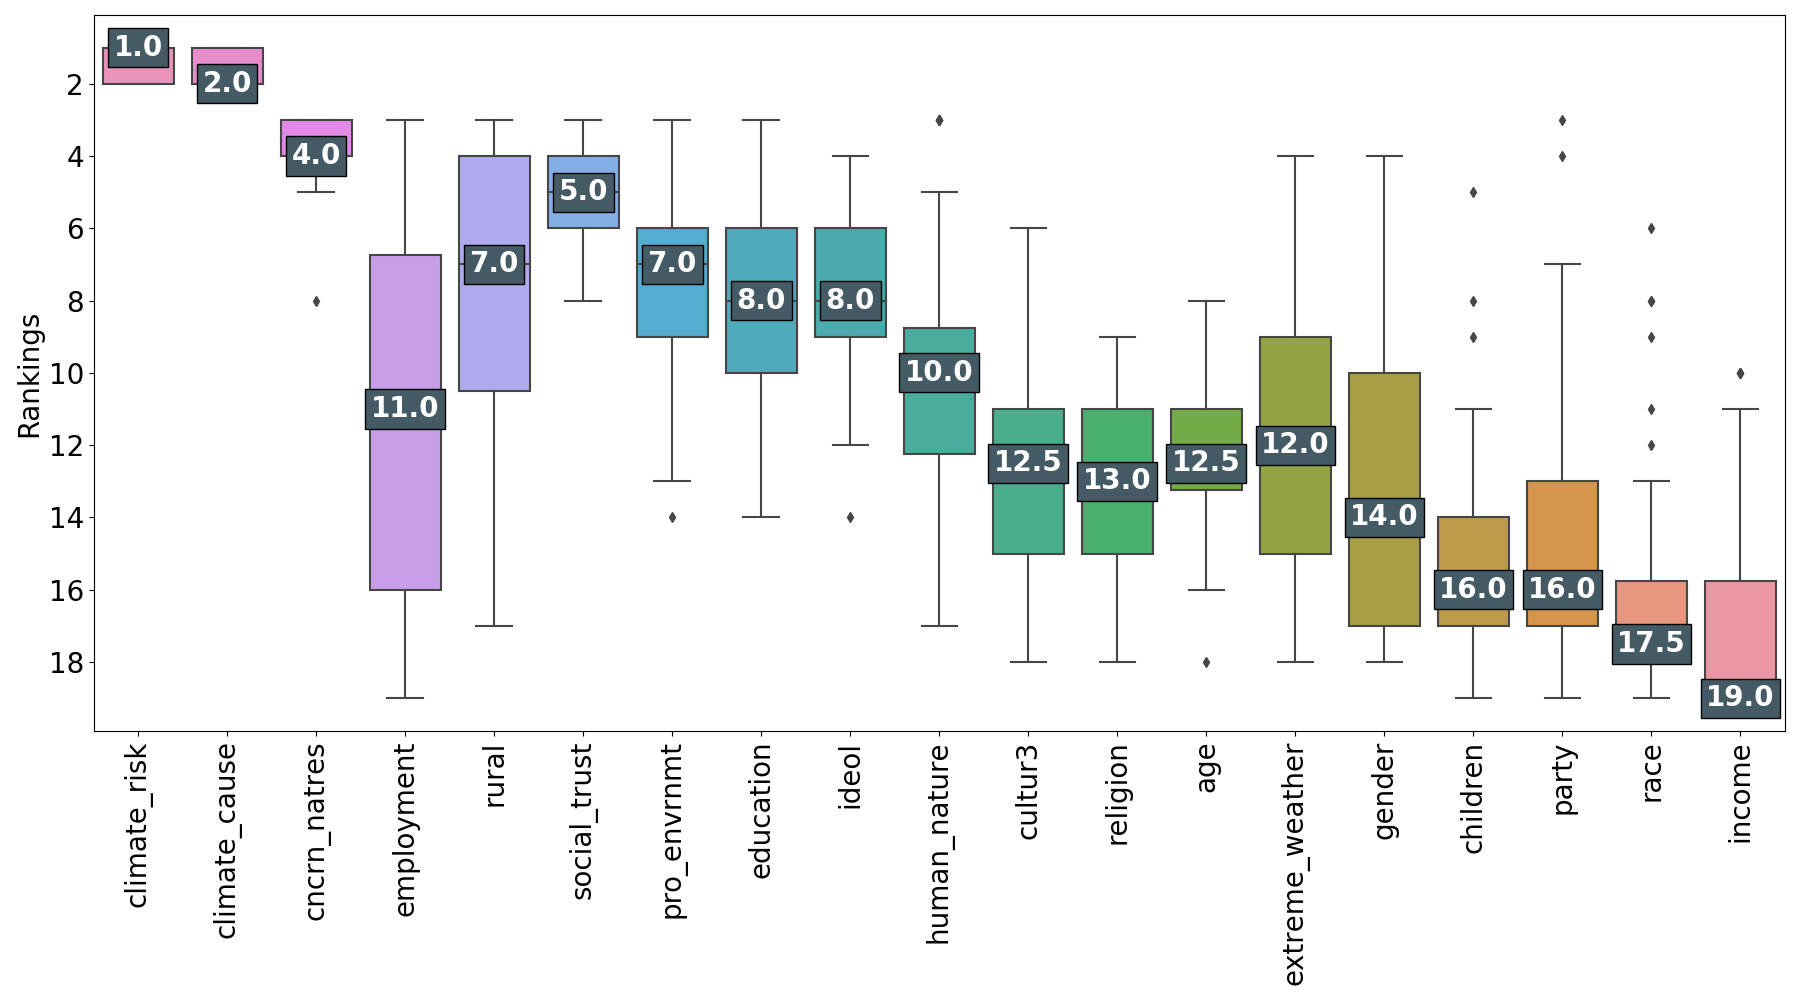 Rankings
2
4
6
8
10
12
14
16
18
1.0
2.0
4.0
11.0
7.0
5.0
7.0
8.0
8.0
10.0
12.5
13.0
12.5
12.0
14.0
16.0
16.0
17.5
19.0
climate_risk
climate_cause
cncrn_natres
employment
rural
social_trust
pro_envrnmt
education
ideol
human_nature
cultur3
religion
age
extreme_weather
gender
children
party
race
income